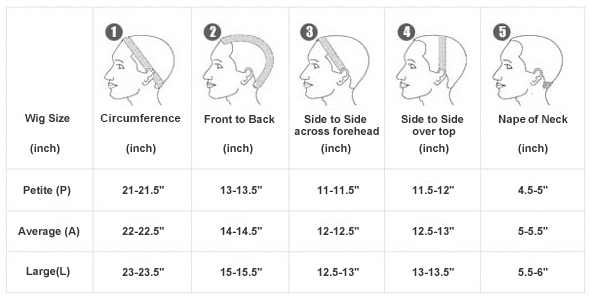 1 2 3 4 5
Wig Size Circumference Front to Back Side to Side Side to Side Nape of Neck
across forehead over top
(inch) (inch) (inch) (inch) (inch) (inch)
Petite (P) 21-21.5" 13-13.5" 11-11.5" 11.5-12" 4.5-5"
Average (A) 22-22.5" 14-14.5" 12-12.5" 12.5-13" 5-5.5"
Large(L) 23-23.5" 15-15.5" 12.5-13" 13-13.5" 5.5-6"